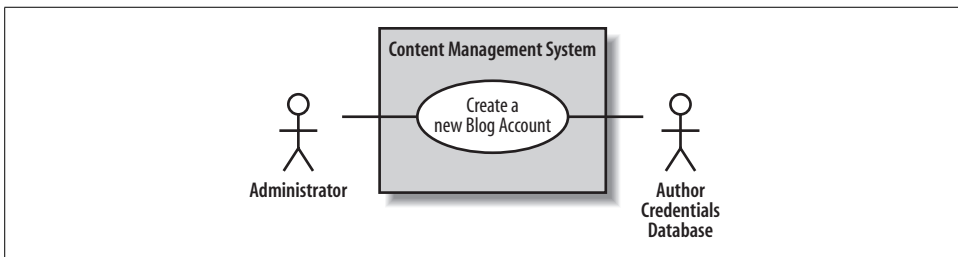 Content Management System
Create a
new Blog Account
Administrator
Author
Credentials
Database